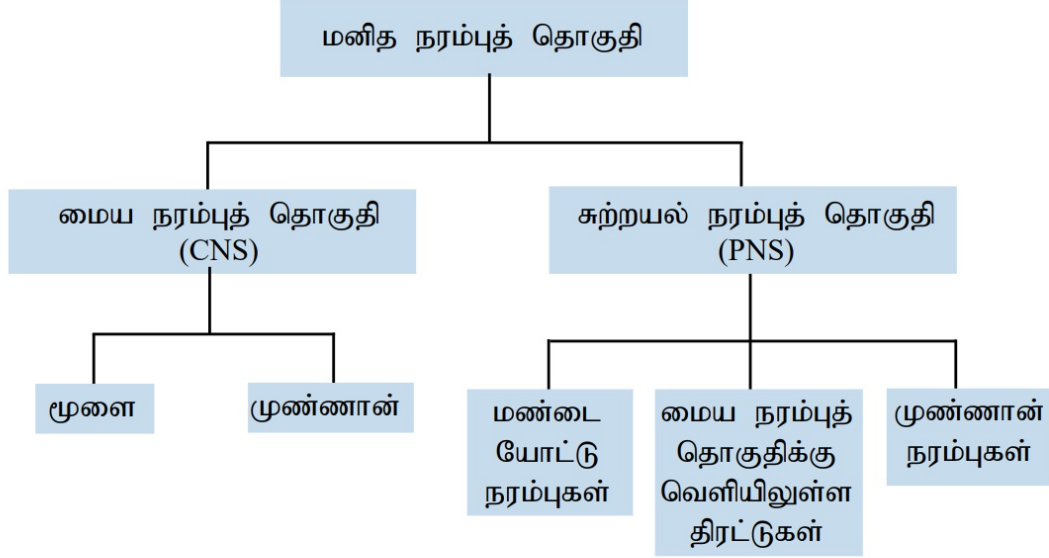 மனித நரம்புத் தொகுதி
மைய நரம்புத் தொகுதி
(CNS)
சுற்றயல் நரம்புத் தொகுதி
(PNS)
மூளை
முண்ணான்
மண்டை
யோட்டு
நரம்புகள்
மைய நரம்புத்
தொகுதிக்கு
வெளியிலுள்ள
திரட்டுகள்
முண்ணான்
நரம்புகள்